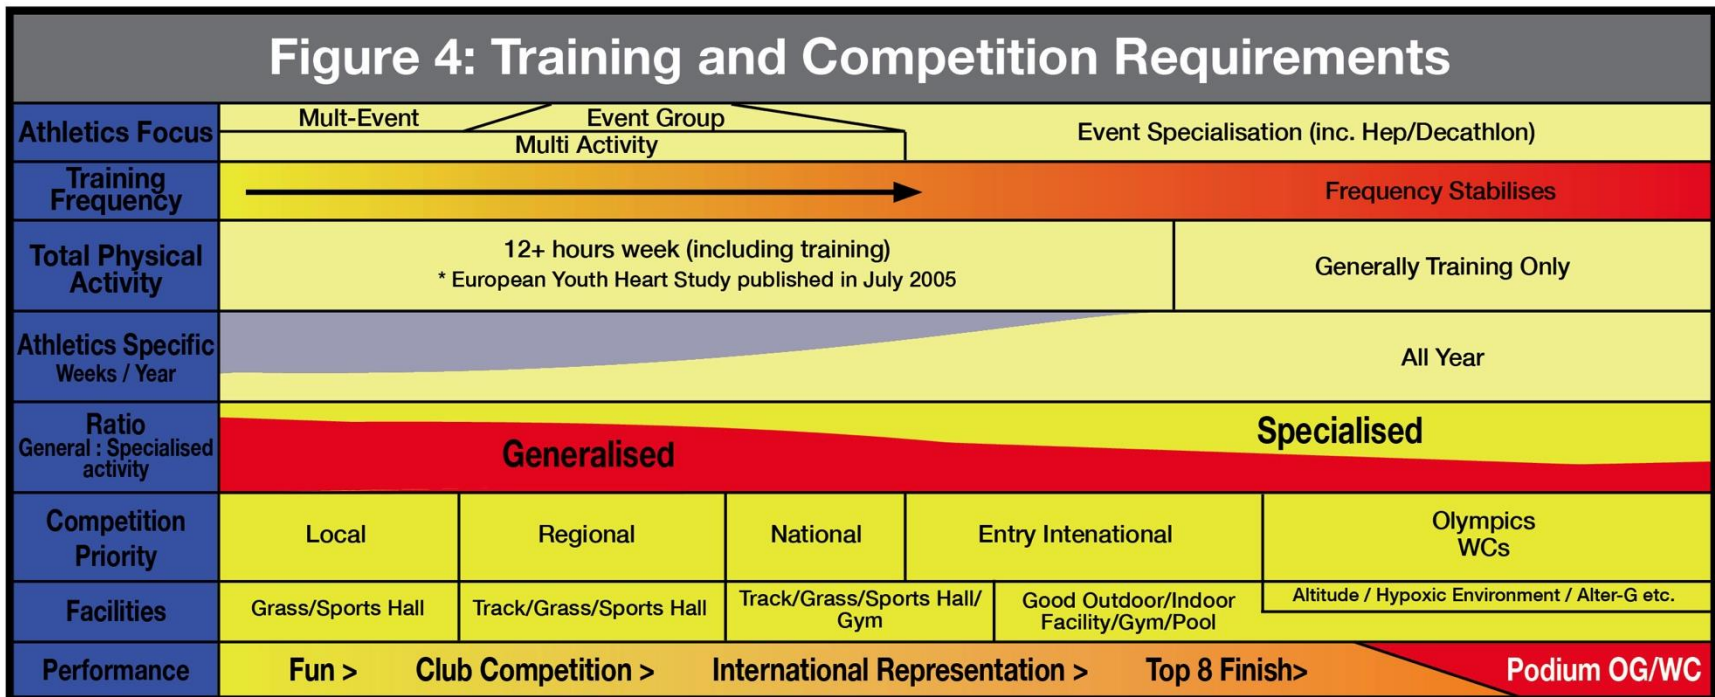 Figure 4: Training and Competition Requirements
Athletics Focus
Mult-Event
Event Group
Multi Activity
Event Specialisation (inc. Hep/Decathlon)
Training
Frequency
Frequency Stabilises
Total Physical
Activity
12+ hours week (including training)
* European Youth Heart Study published in July 2005
Generally Training Only
Athletics Specific
Weeks / Year
All Year
Ratio
General : Specialised
activity
Generalised
Specialised
Competition
Priority
Local
Regional
National
Entry Intenational
Olympics
WCs
Facilities
Grass/Sports Hall
Track/Grass/Sports Hall
Track/Grass/Sports Hall/
Gym
Good Outdoor/Indoor
Facility/Gym/Pool
Altitude / Hypoxic Environment / Alter-G etc.
Performance
Fun >
Club Competition >
International Representation >
Top 8 Finish>
Podium OG/WC